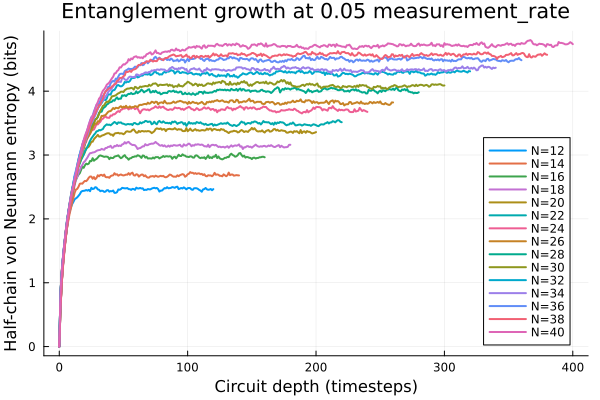 Entanglement growth at 0.05 measurement_rate
Half-chain von Neumann entropy (bits)
4
3
2
1
0
0
100
200
300
400
Circuit depth (timesteps)
N=12
N=14
N=16
N=18
N=20
N=22
N=24
N=26
N=28
N=30
N=32
N=34
N=36
N=38
N=40